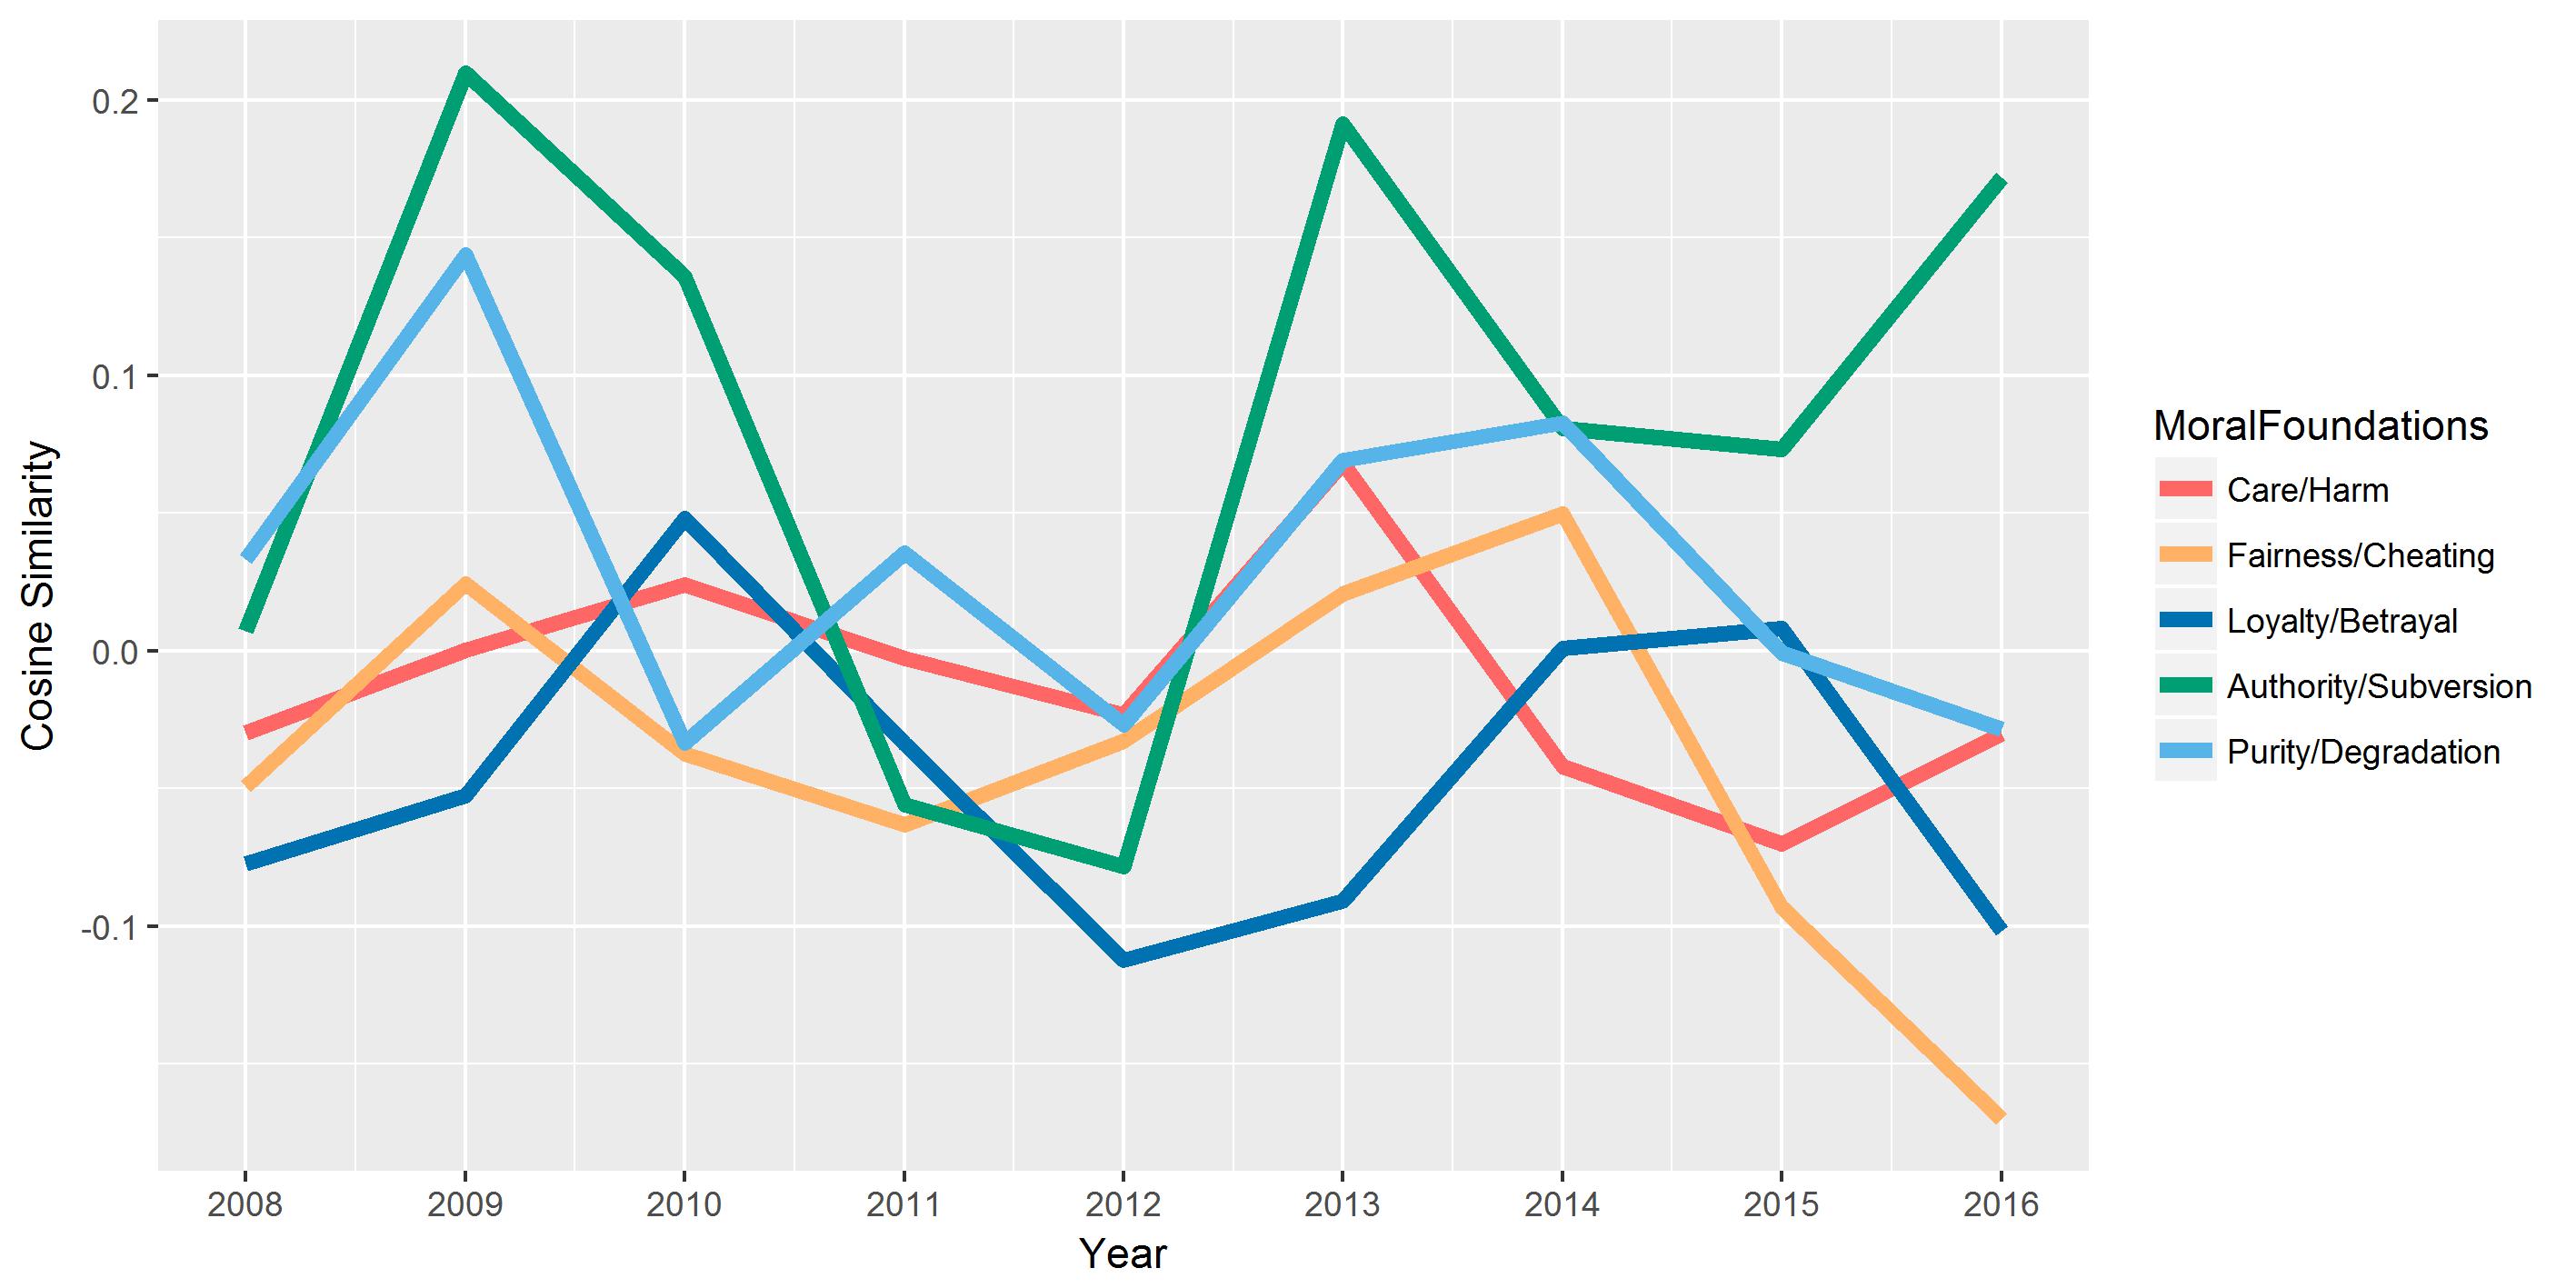 0.2
0.1
0.0
-0.1
Cosine Similarity
2008 2009 2010 2011 2012 2013 2014 2015 2016
Year
MoralFoundations
Care/Harm
Fairness/Cheating
Loyalty/Betrayal
Authority/Subversion
Purity/Degradation